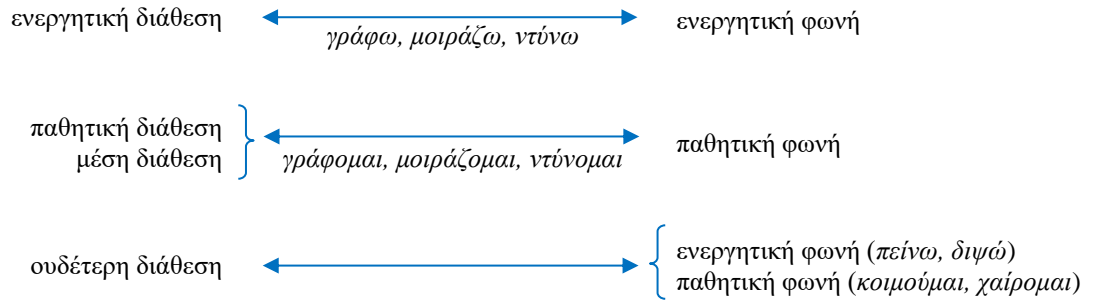 ενεργητική διάθεση
γράφω, μοιράζω, ντύνω
ενεργητική φωνή
παθητική διάθεση
μέση διάθεση
γράφομαι, μοιράζομαι, ντύνομαι
παθητική φωνή
ουδέτερη διάθεση
ενεργητική φωνή (πείνω, διψώ)
παθητική φωνή (κοιμούμαι, χαίρομαι)